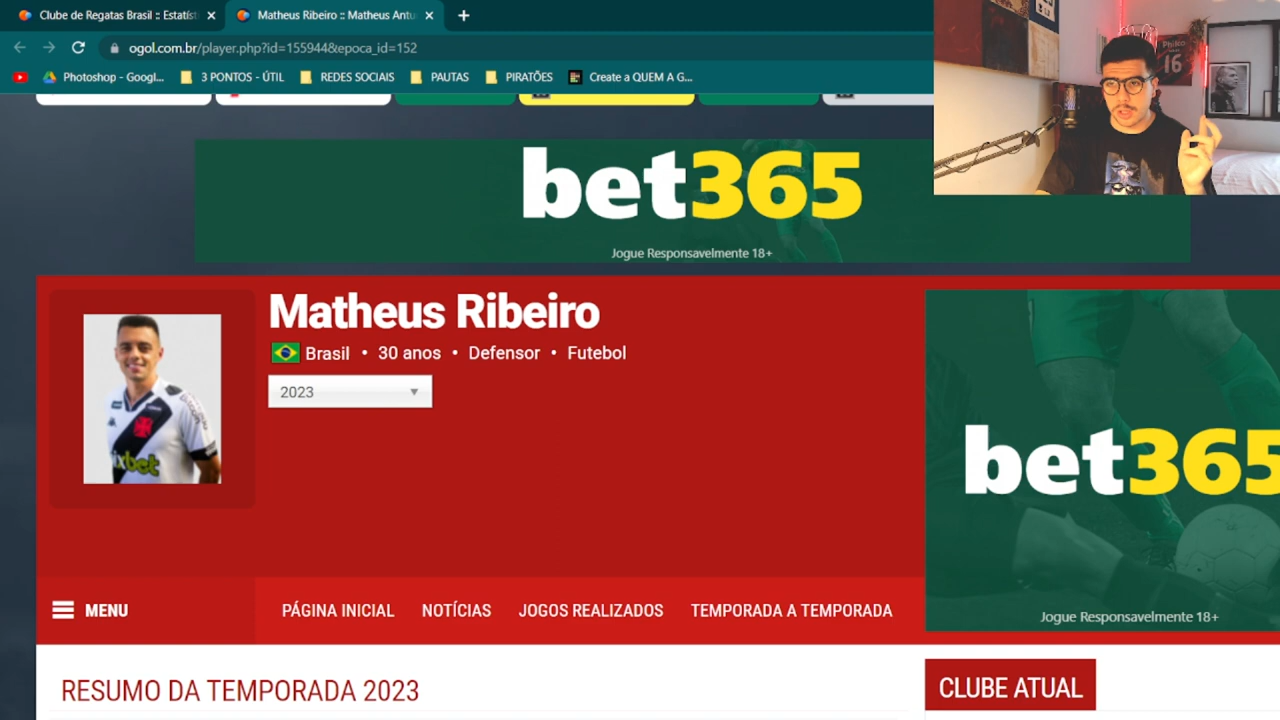 Clube de Regatas Brasil :: Estatíst
Matheus Ribeiro :: Matheus Antu
ogol.com.br/player.php?id=155944&epoca_id=152
Photoshop - Googl...
3 PONTOS - ÚTIL
REDES SOCIAIS
PAUTAS
PIRATÕES
Create a QUEM A G...
16
bet365
Jogue Responsavelmente 18+
Matheus Ribeiro
Brasil • 30 anos • Defensor • Futebol
2023
bet365
Jogue Responsavelmente 18+
MENU
PÁGINA INICIAL
NOTÍCIAS
JOGOS REALIZADOS
TEMPORADA A TEMPORADA
RESUMO DA TEMPORADA 2023
CLUBE ATUAL